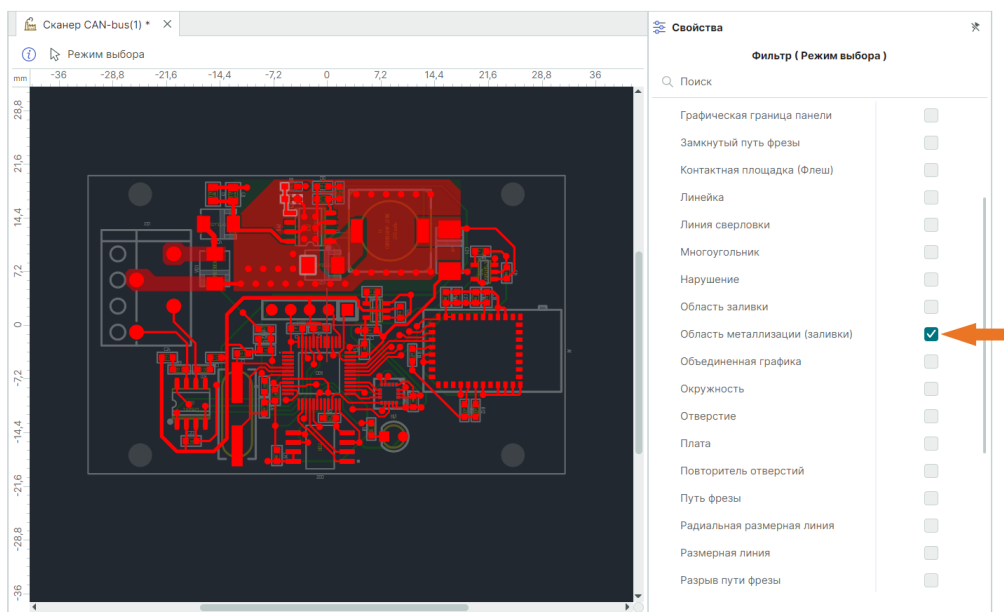 Сканер CAN-bus(1) *
Режим выбора
mm
-36 -28,8 -21,6 -14,4 -7,2 0 7,2 14,4 21,6 28,8 36
28,8
21,6
14,4
7,2
0
-7,2
-14,4
-21,6
-28,8
-36
Свойства
Фильтр ( Режим выбора )
Поиск
Графическая граница панели
Замкнутый путь фрезы
Контактная площадка (Флеш)
Линейка
Линия сверловки
Многоугольник
Нарушение
Область заливки
Область металлизации (заливки)
Объединенная графика
Окружность
Отверстие
Плата
Повторитель отверстий
Путь фрезы
Радиальная размерная линия
Размерная линия
Разрыв пути фрезы